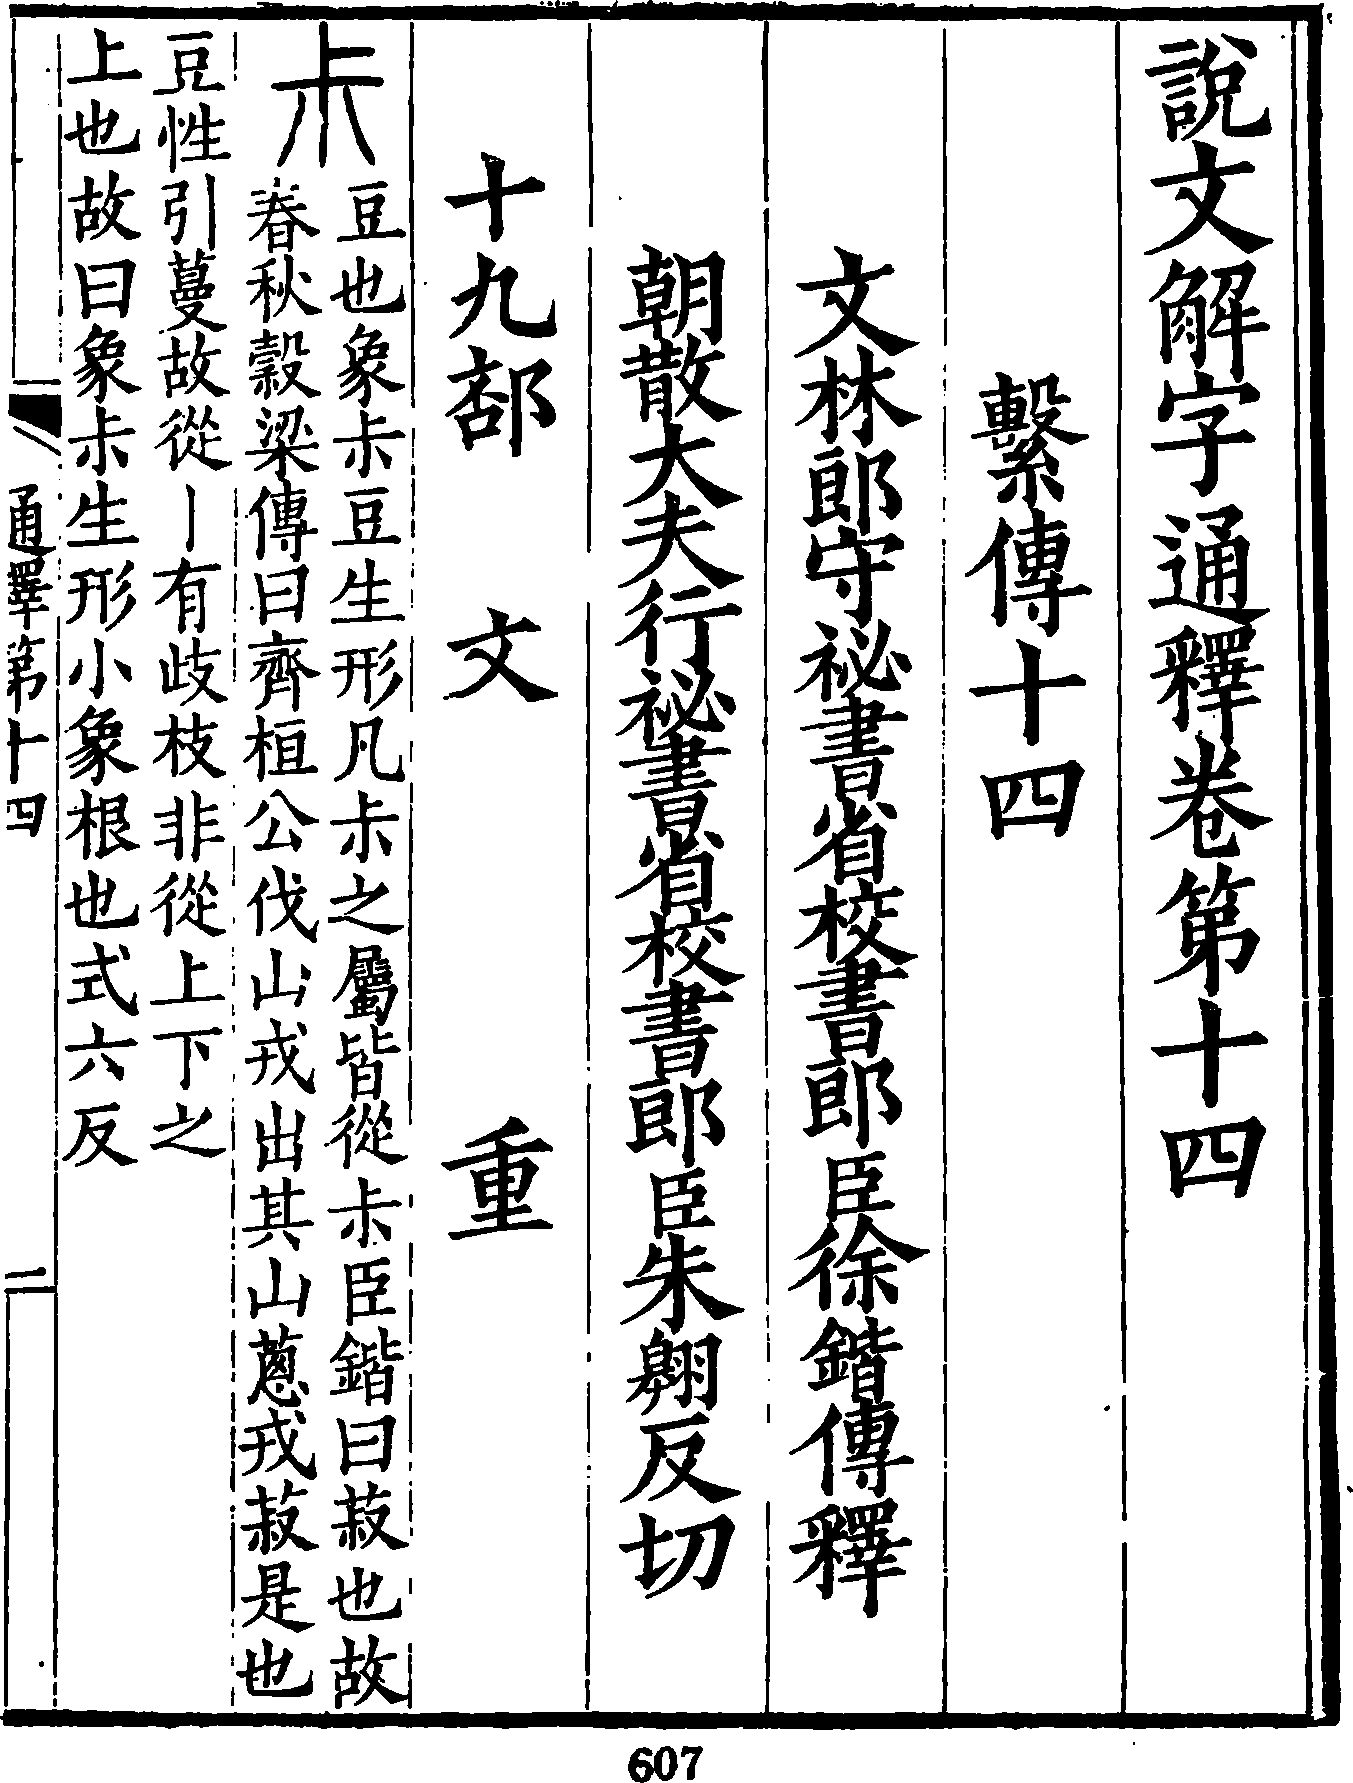 說文解字通釋卷第十四
繫傳十四
文林郎守祕書省校書郎臣徐鍇傳釋
朝散大夫行祕書省校書郎臣朱翶反切
十九部　文　重
尗
豆也象尗豆生形凡尗之屬皆從尗臣鍇曰菽也故
春秋穀梁傳曰齊桓公伐山戎出其山蔥戎菽是也
豆性引蔓故從丨有歧枝非從上下之
上也故曰象尗生形小象根也式六反
通釋第十四
一
607